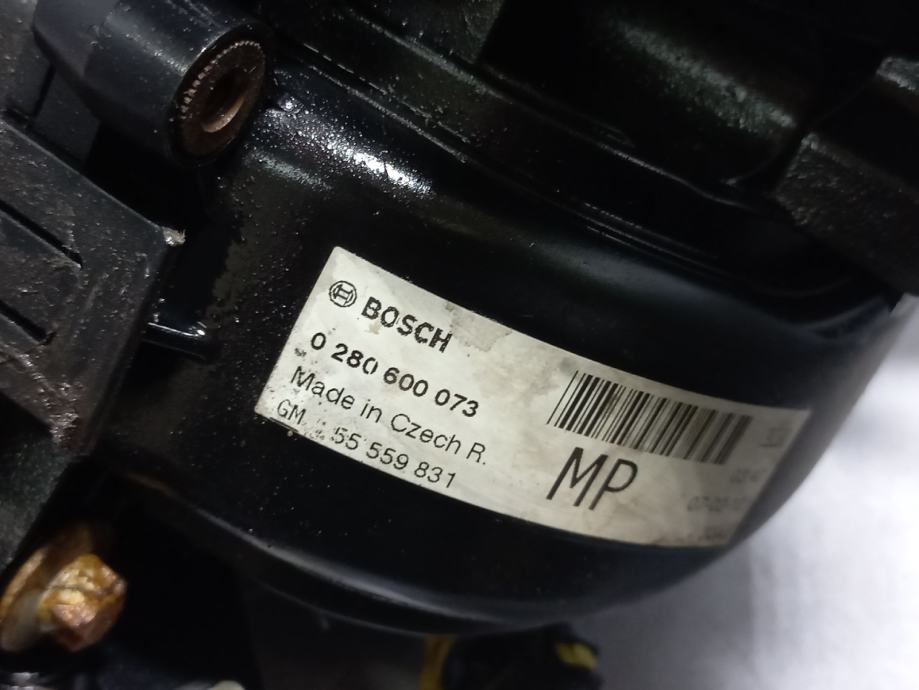 BOSCH
0 280 600 073
Made in Czech R.
GM 55 559 831
MP